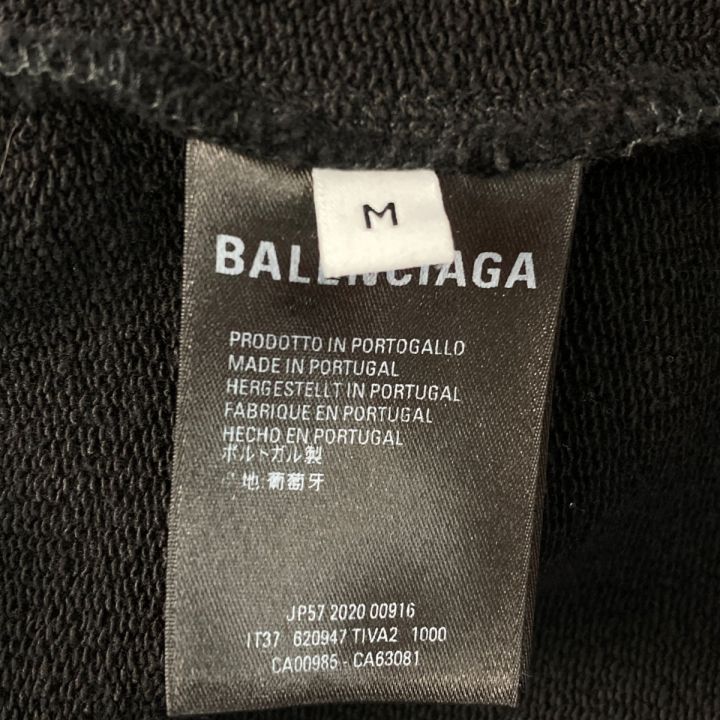 M
BALENCIAGA
PRODOTTO IN PORTOGALLO
MADE IN PORTUGAL
HERGESTELLT IN PORTUGAL
FABRIQUE EN PORTUGAL
HECHO EN PORTUGAL
ポルトガル製
地:葡萄牙
JP57 2020 00916
IT37 620947 TIVA2 1000
CA00985 - CA63081